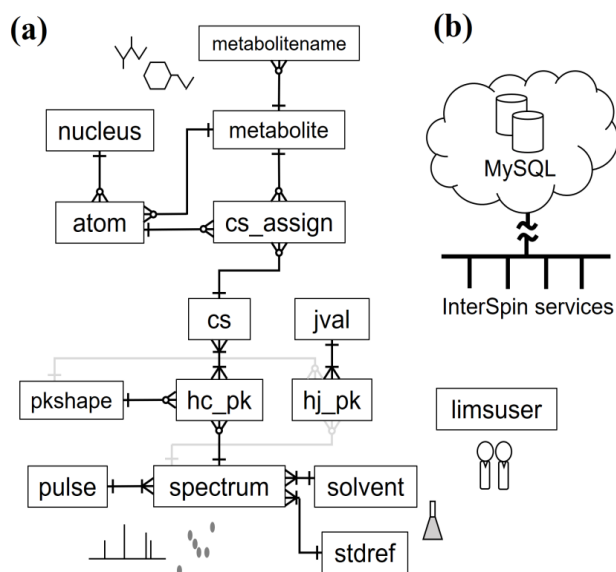 (a)
(b)
metabolitename
nucleus
metabolite
MySQL
atom
cs_assign
InterSpin services
cs
jval
pkshape
hc_pk
hj_pk
limsuser
pulse
spectrum
solvent
stdref